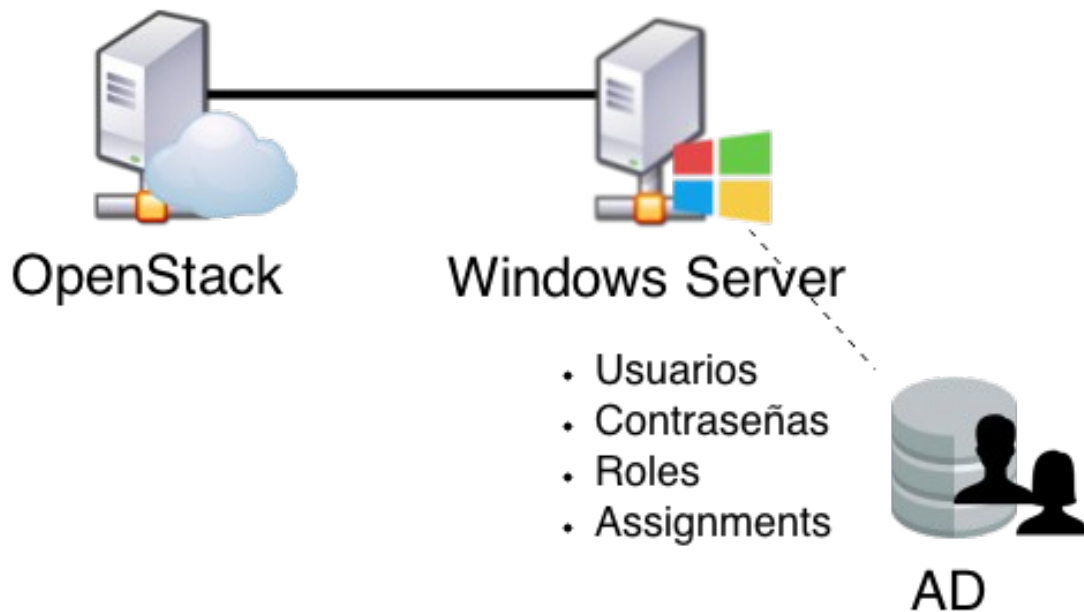 OpenStack
Windows Server
Usuarios
Contraseñas
Roles
Assignments
AD